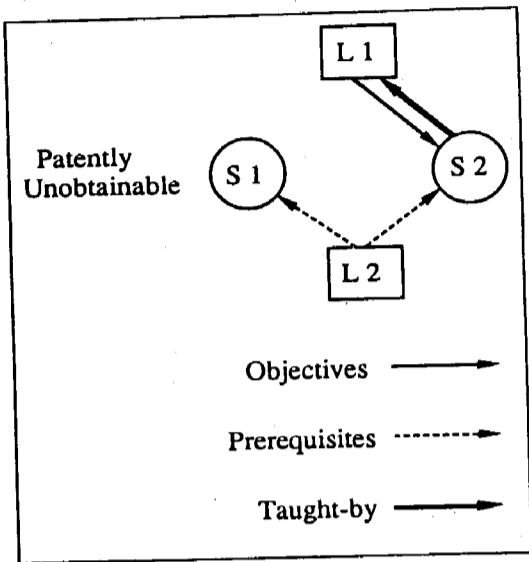 L 1
Patently
Unobtainable
S 1
S 2
L 2
Objectives
Prerequisites
Taught-by